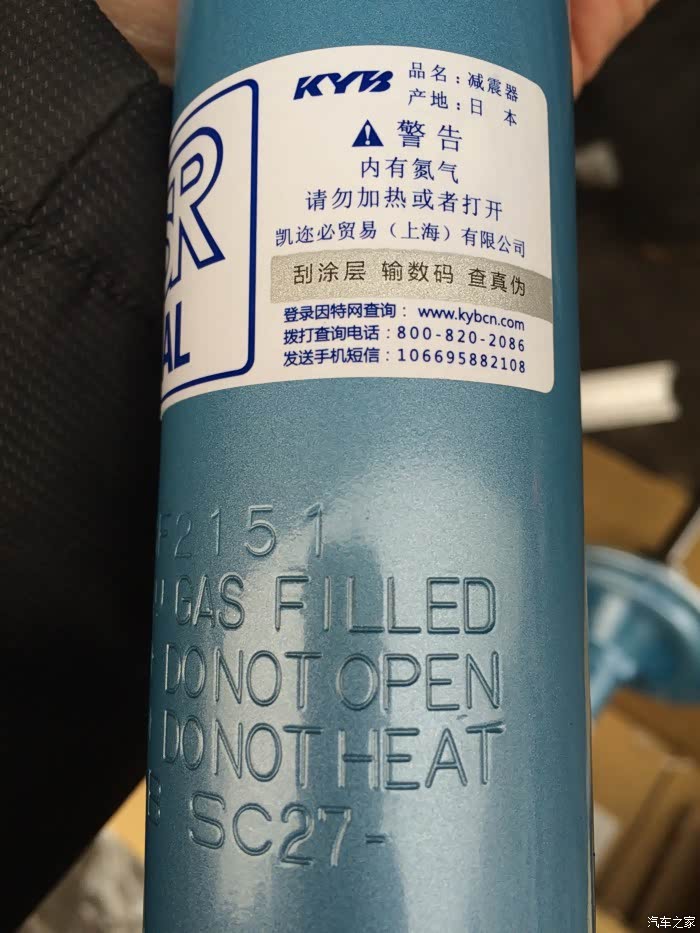 KYB
品名：减震器
产地：日 本
警告
内有氮气
请勿加热或者打开
凯迩必贸易（上海）有限公司
刮涂层 输数码 查真伪
登录因特网查询： www.kybcn.com
拨打查询电话：800-820-2086
发送手机短信：106695882108
SR
AL
F2151
GAS FILLED
DO NOT OPEN
DO NOT HEAT
B SC27-
汽车之家